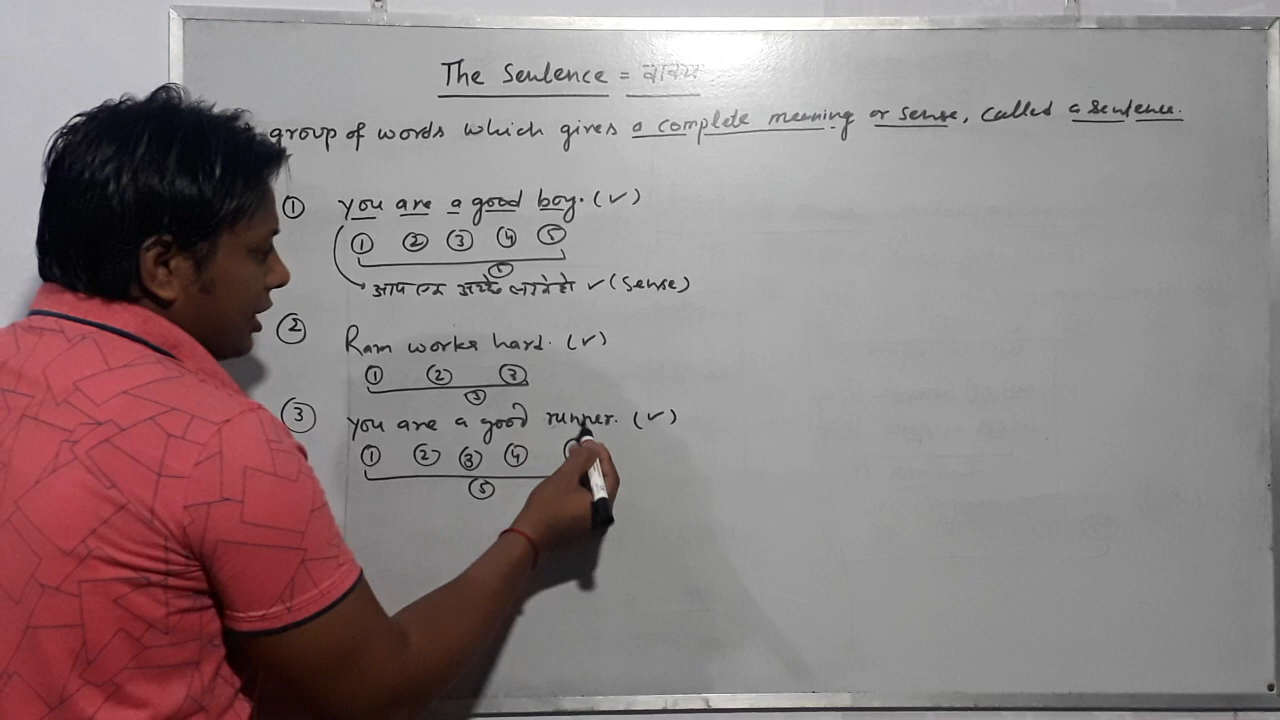 The Sentence = वाक्य
group of words which gives a complete meaning or sense, called a sentence.
① you are a good boy. (✓)
① ② ③ ④ ⑤
⑤
आप एक अच्छे लड़के हो ✓ (Sense)
② Ram works hard. (✓)
① ② ③
③
③ you are a good runner. (✓)
① ② ③ ④
⑤